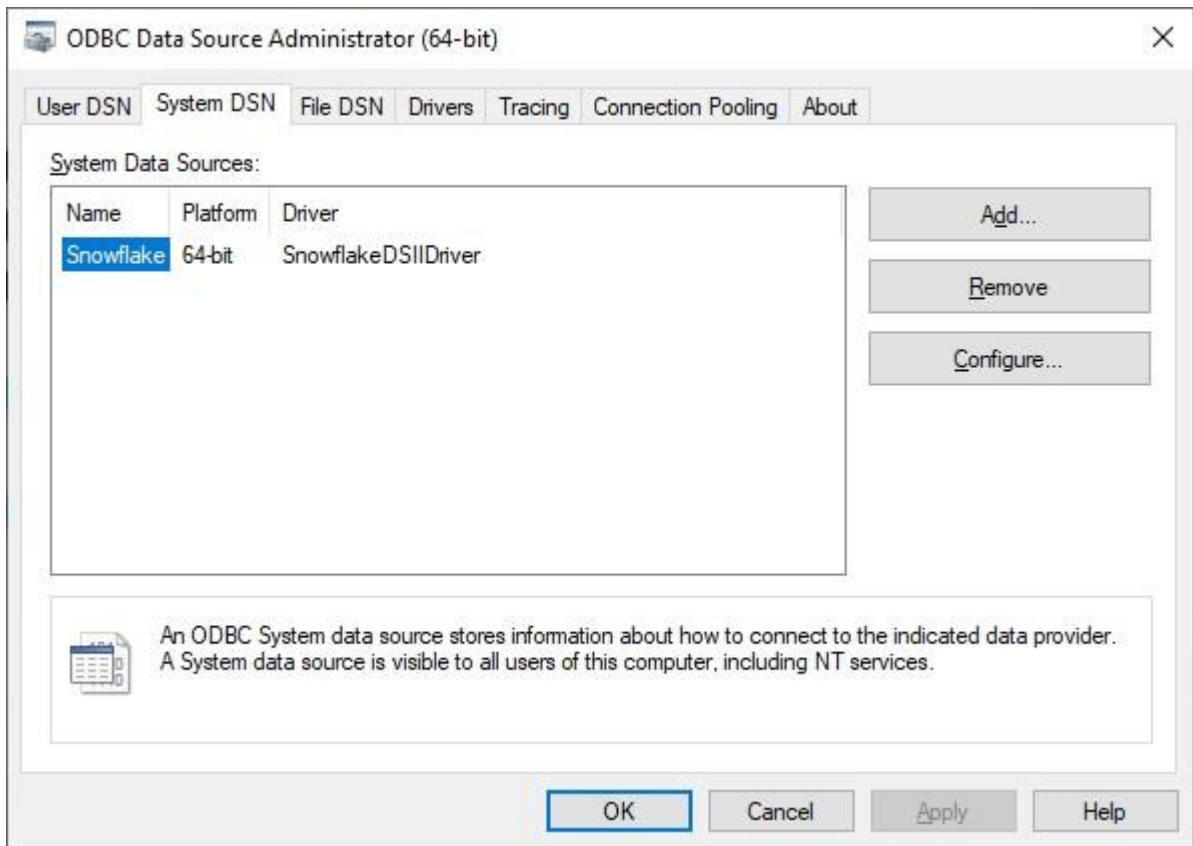 ODBC Data Source Administrator (64-bit)
User DSN System DSN File DSN Drivers Tracing Connection Pooling About
System Data Sources:
Name Platform Driver
Snowflake 64-bit SnowflakeDSIIDriver
Add...
Remove
Configure...
An ODBC System data source stores information about how to connect to the indicated data provider.
A System data source is visible to all users of this computer, including NT services.
OK Cancel Apply Help